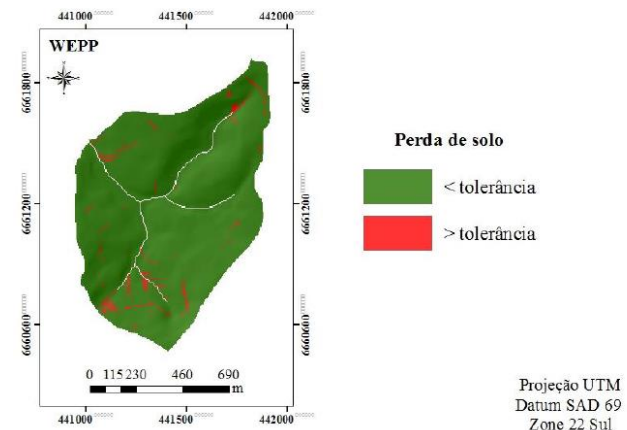 441000 441500 442000
WEPP
6661800 6661800
Perda de solo
< tolerância
6661200 6661200
> tolerância
6660600 6660600
0 115 230 460 690
m
441000 441500 442000
Projeção UTM
Datum SAD 69
Zone 22 Sul